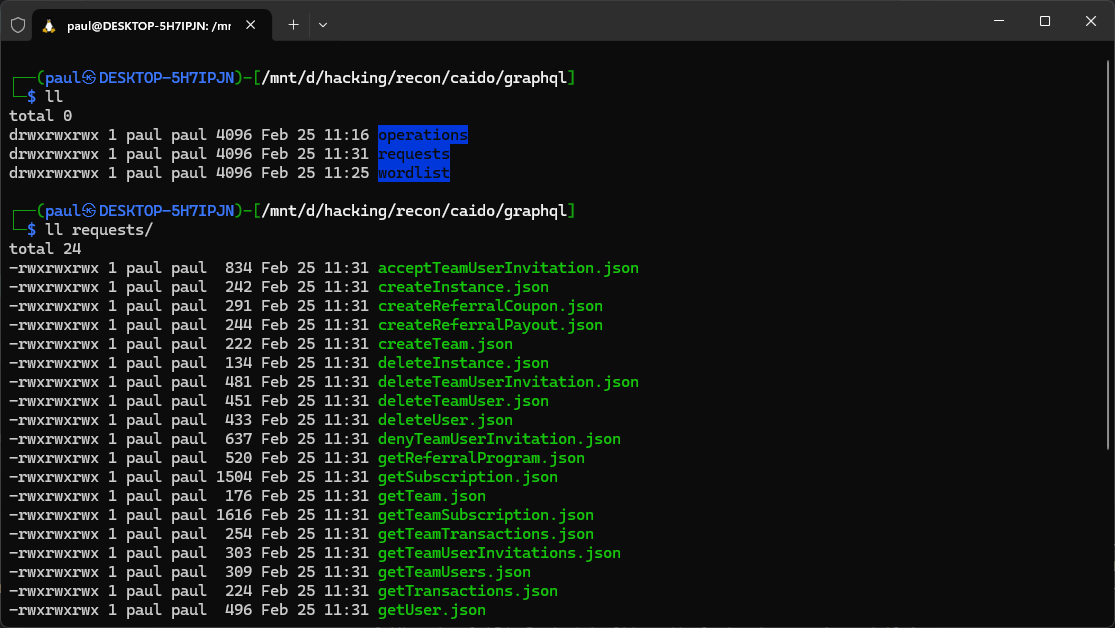 paul@DESKTOP-5H7IPJN: /mr
┌──(paul㉿DESKTOP-5H7IPJN)-[/mnt/d/hacking/recon/caido/graphql]
└─$ ll
total 0
drwxrwxrwx 1 paul paul 4096 Feb 25 11:16 operations
drwxrwxrwx 1 paul paul 4096 Feb 25 11:31 requests
drwxrwxrwx 1 paul paul 4096 Feb 25 11:25 wordlist
┌──(paul㉿DESKTOP-5H7IPJN)-[/mnt/d/hacking/recon/caido/graphql]
└─$ ll requests/
total 24
-rwxrwxrwx 1 paul paul  834 Feb 25 11:31 acceptTeamUserInvitation.json
-rwxrwxrwx 1 paul paul  242 Feb 25 11:31 createInstance.json
-rwxrwxrwx 1 paul paul  291 Feb 25 11:31 createReferralCoupon.json
-rwxrwxrwx 1 paul paul  244 Feb 25 11:31 createReferralPayout.json
-rwxrwxrwx 1 paul paul  222 Feb 25 11:31 createTeam.json
-rwxrwxrwx 1 paul paul  134 Feb 25 11:31 deleteInstance.json
-rwxrwxrwx 1 paul paul  481 Feb 25 11:31 deleteTeamUserInvitation.json
-rwxrwxrwx 1 paul paul  451 Feb 25 11:31 deleteTeamUser.json
-rwxrwxrwx 1 paul paul  433 Feb 25 11:31 deleteUser.json
-rwxrwxrwx 1 paul paul  637 Feb 25 11:31 denyTeamUserInvitation.json
-rwxrwxrwx 1 paul paul  520 Feb 25 11:31 getReferralProgram.json
-rwxrwxrwx 1 paul paul 1504 Feb 25 11:31 getSubscription.json
-rwxrwxrwx 1 paul paul  176 Feb 25 11:31 getTeam.json
-rwxrwxrwx 1 paul paul 1616 Feb 25 11:31 getTeamSubscription.json
-rwxrwxrwx 1 paul paul  254 Feb 25 11:31 getTeamTransactions.json
-rwxrwxrwx 1 paul paul  303 Feb 25 11:31 getTeamUserInvitations.json
-rwxrwxrwx 1 paul paul  309 Feb 25 11:31 getTeamUsers.json
-rwxrwxrwx 1 paul paul  224 Feb 25 11:31 getTransactions.json
-rwxrwxrwx 1 paul paul  496 Feb 25 11:31 getUser.json